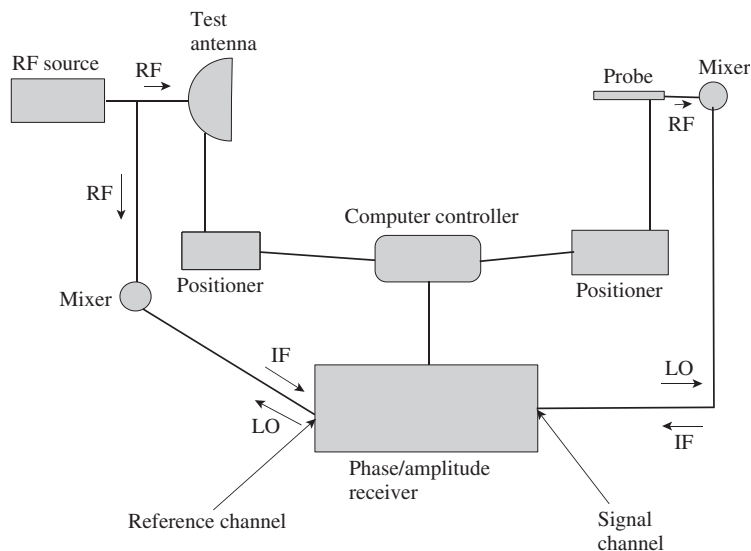 Test
antenna
RF source
RF
Probe
Mixer
RF
RF
Computer controller
Positioner
Positioner
Mixer
IF
LO
LO
IF
Phase/amplitude
receiver
Reference channel
Signal
channel